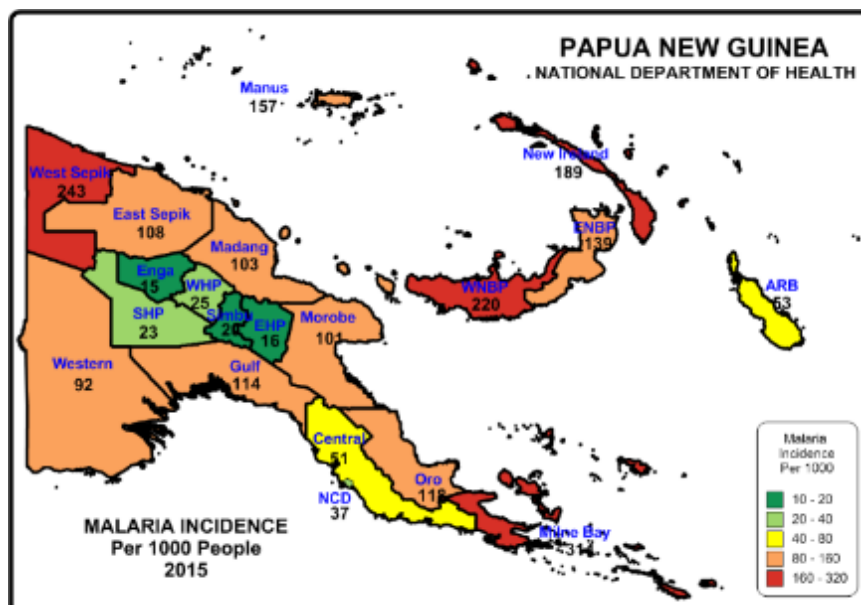 PAPUA NEW GUINEA
NATIONAL DEPARTMENT OF HEALTH
Manus
157
New Ireland
189
West Sepik
243
East Sepik
108
ENBP
139
Madang
103
Enga
15
WHP
25
WNBP
220
ARB
53
SHP
23
Simbu
20
EHP
16
Morobe
101
Western
92
Gulf
114
Central
51
Oro
NCD
37
Milne Bay
MALARIA INCIDENCE
Per 1000 People
2015
Malaria
Incidence
Per 1000
10 - 20
20 - 40
40 - 80
80 - 160
160 - 320